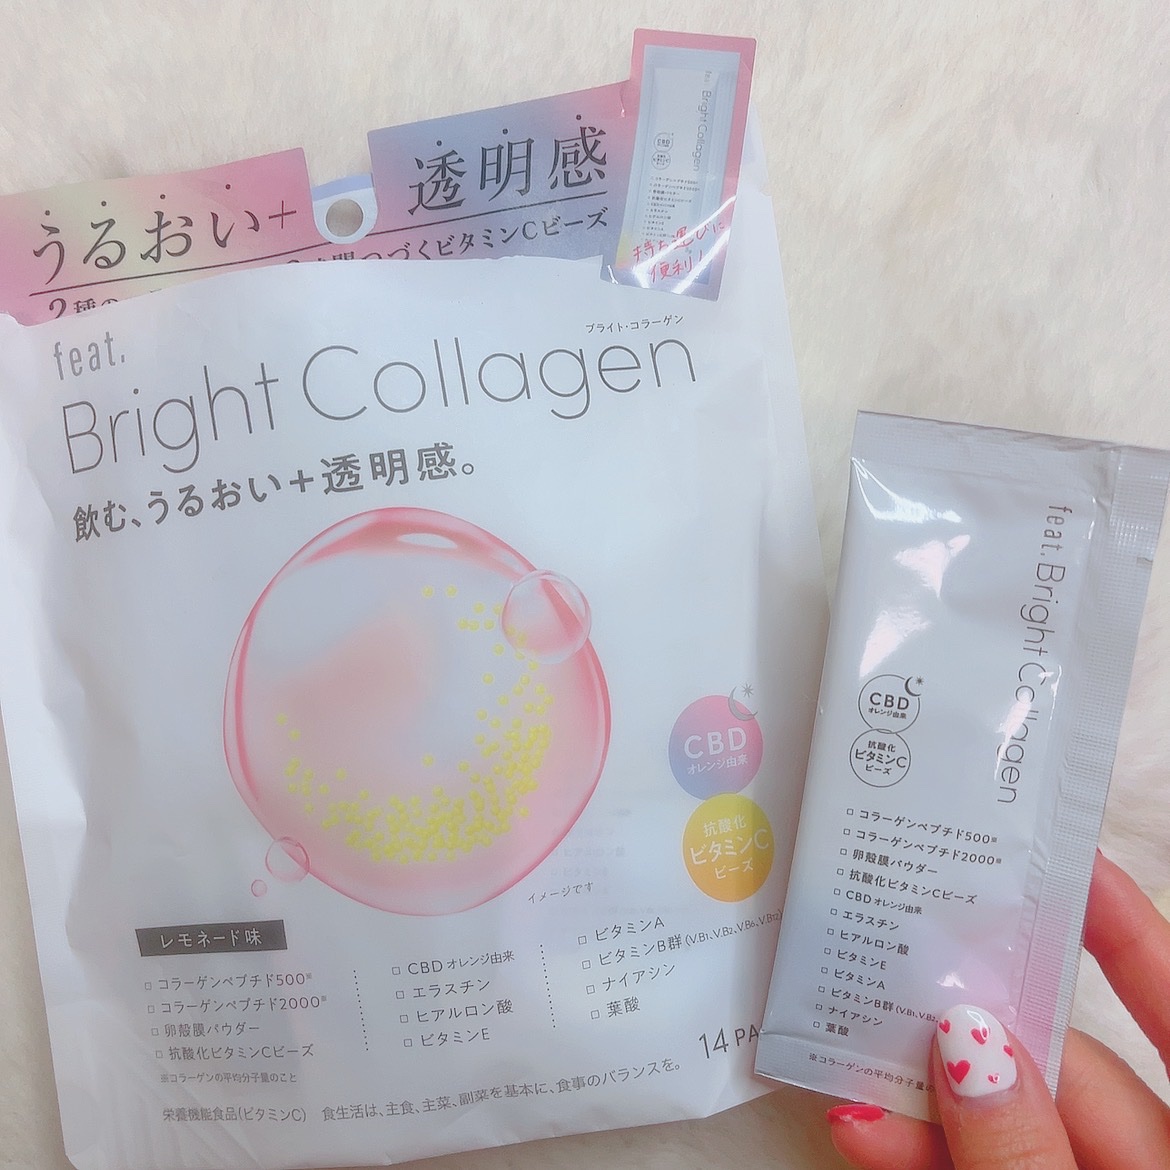 うるおい+
透明感
つづくビタミンCビーズ
2種の
feat. Bright Collagen
CBD
持ち運びに
便利!
ブライト・コラーゲン
feat.
Bright Collagen
飲む、うるおい+透明感。
CBD
オレンジ由来
抗酸化
ビタミンC
ビーズ
イメージです
レモネード味
コラーゲンペプチド500※
コラーゲンペプチド2000※
卵殻膜パウダー
抗酸化ビタミンCビーズ
※コラーゲンの平均分子量のこと
CBD オレンジ由来
エラスチン
ヒアルロン酸
ビタミンE
ビタミンA
ビタミンB群(V.B1、V.B2、V.B6、V.B12)
ナイアシン
葉酸
14 PA
栄養機能食品(ビタミンC) 食生活は、主食、主菜、副菜を基本に、食事のバランスを。
feat. Bright Collagen
CBD
オレンジ由来
抗酸化
ビタミンC
ビーズ
コラーゲンペプチド500※
コラーゲンペプチド2000※
卵殻膜パウダー
抗酸化ビタミンCビーズ
CBD オレンジ由来
エラスチン
ヒアルロン酸
ビタミンE
ビタミンA
ビタミンB群(V.B1、V.B2、
ナイアシン
葉酸
※コラーゲンの平均分子量の